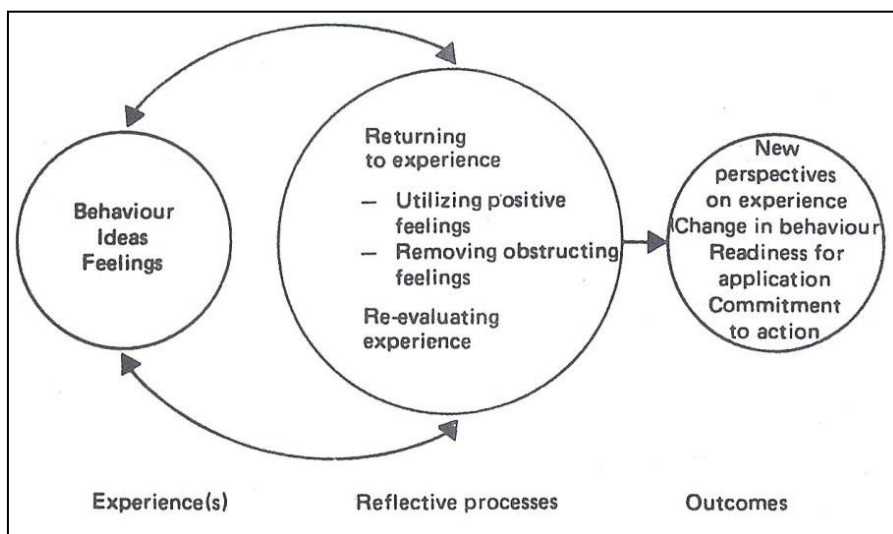 Behaviour
Ideas
Feelings
Returning
to experience
— Utilizing positive
feelings
— Removing obstructing
feelings
Re-evaluating
experience
New
perspectives
on experience
Change in behaviour
Readiness for
application
Commitment
to action
Experience(s)
Reflective processes
Outcomes